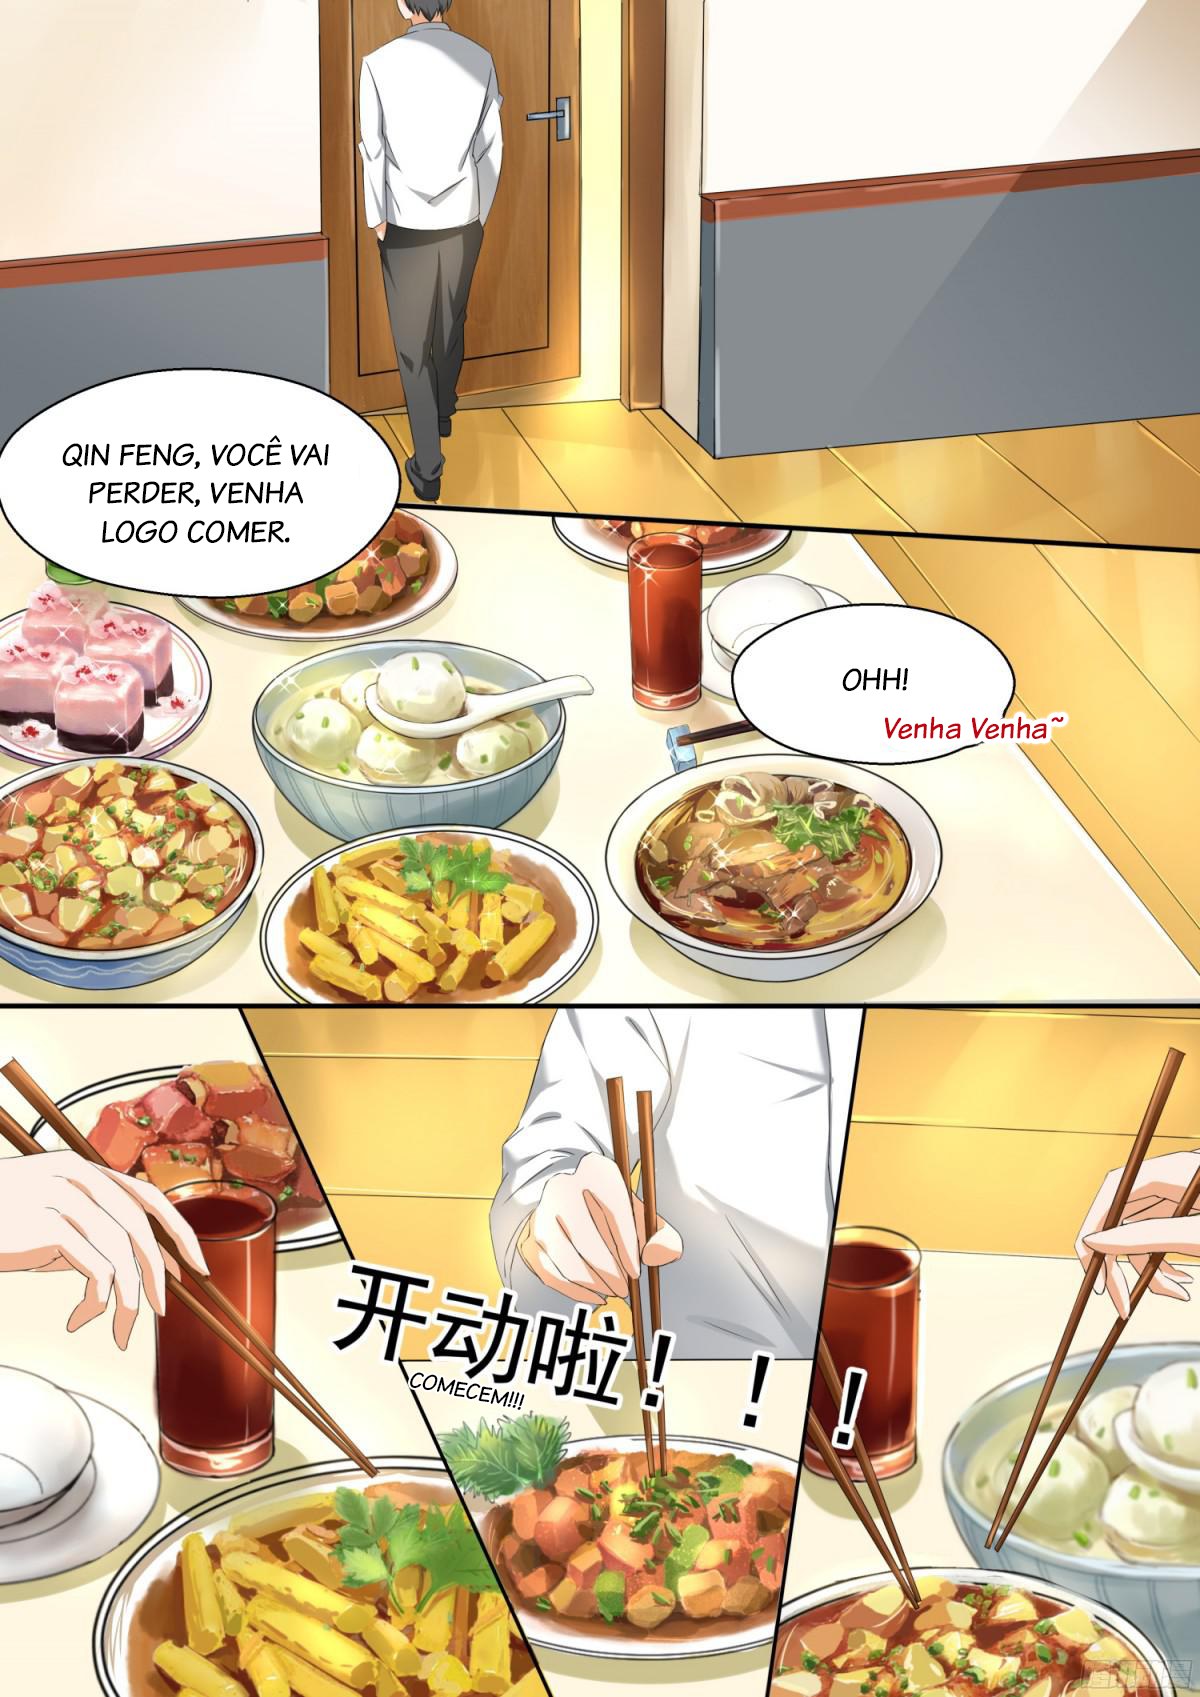 QIN FENG, VOCÊ VAI
PERDER, VENHA
LOGO COMER.
OHH!
Venha Venha~
开动啦！！！
COMECEM!!!